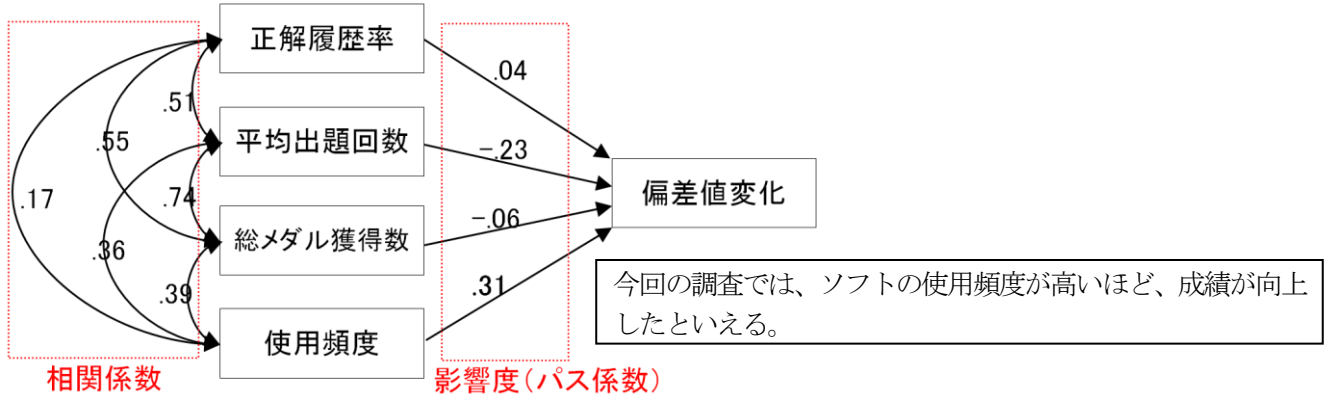 正解履歴率
.04
.51
平均出題回数
.55
-.23
.74
.17
偏差値変化
-.06
総メダル獲得数
.36
.39
.31
今回の調査では、ソフトの使用頻度が高いほど、成績が向上
したといえる。
使用頻度
相関係数
影響度(パス係数)